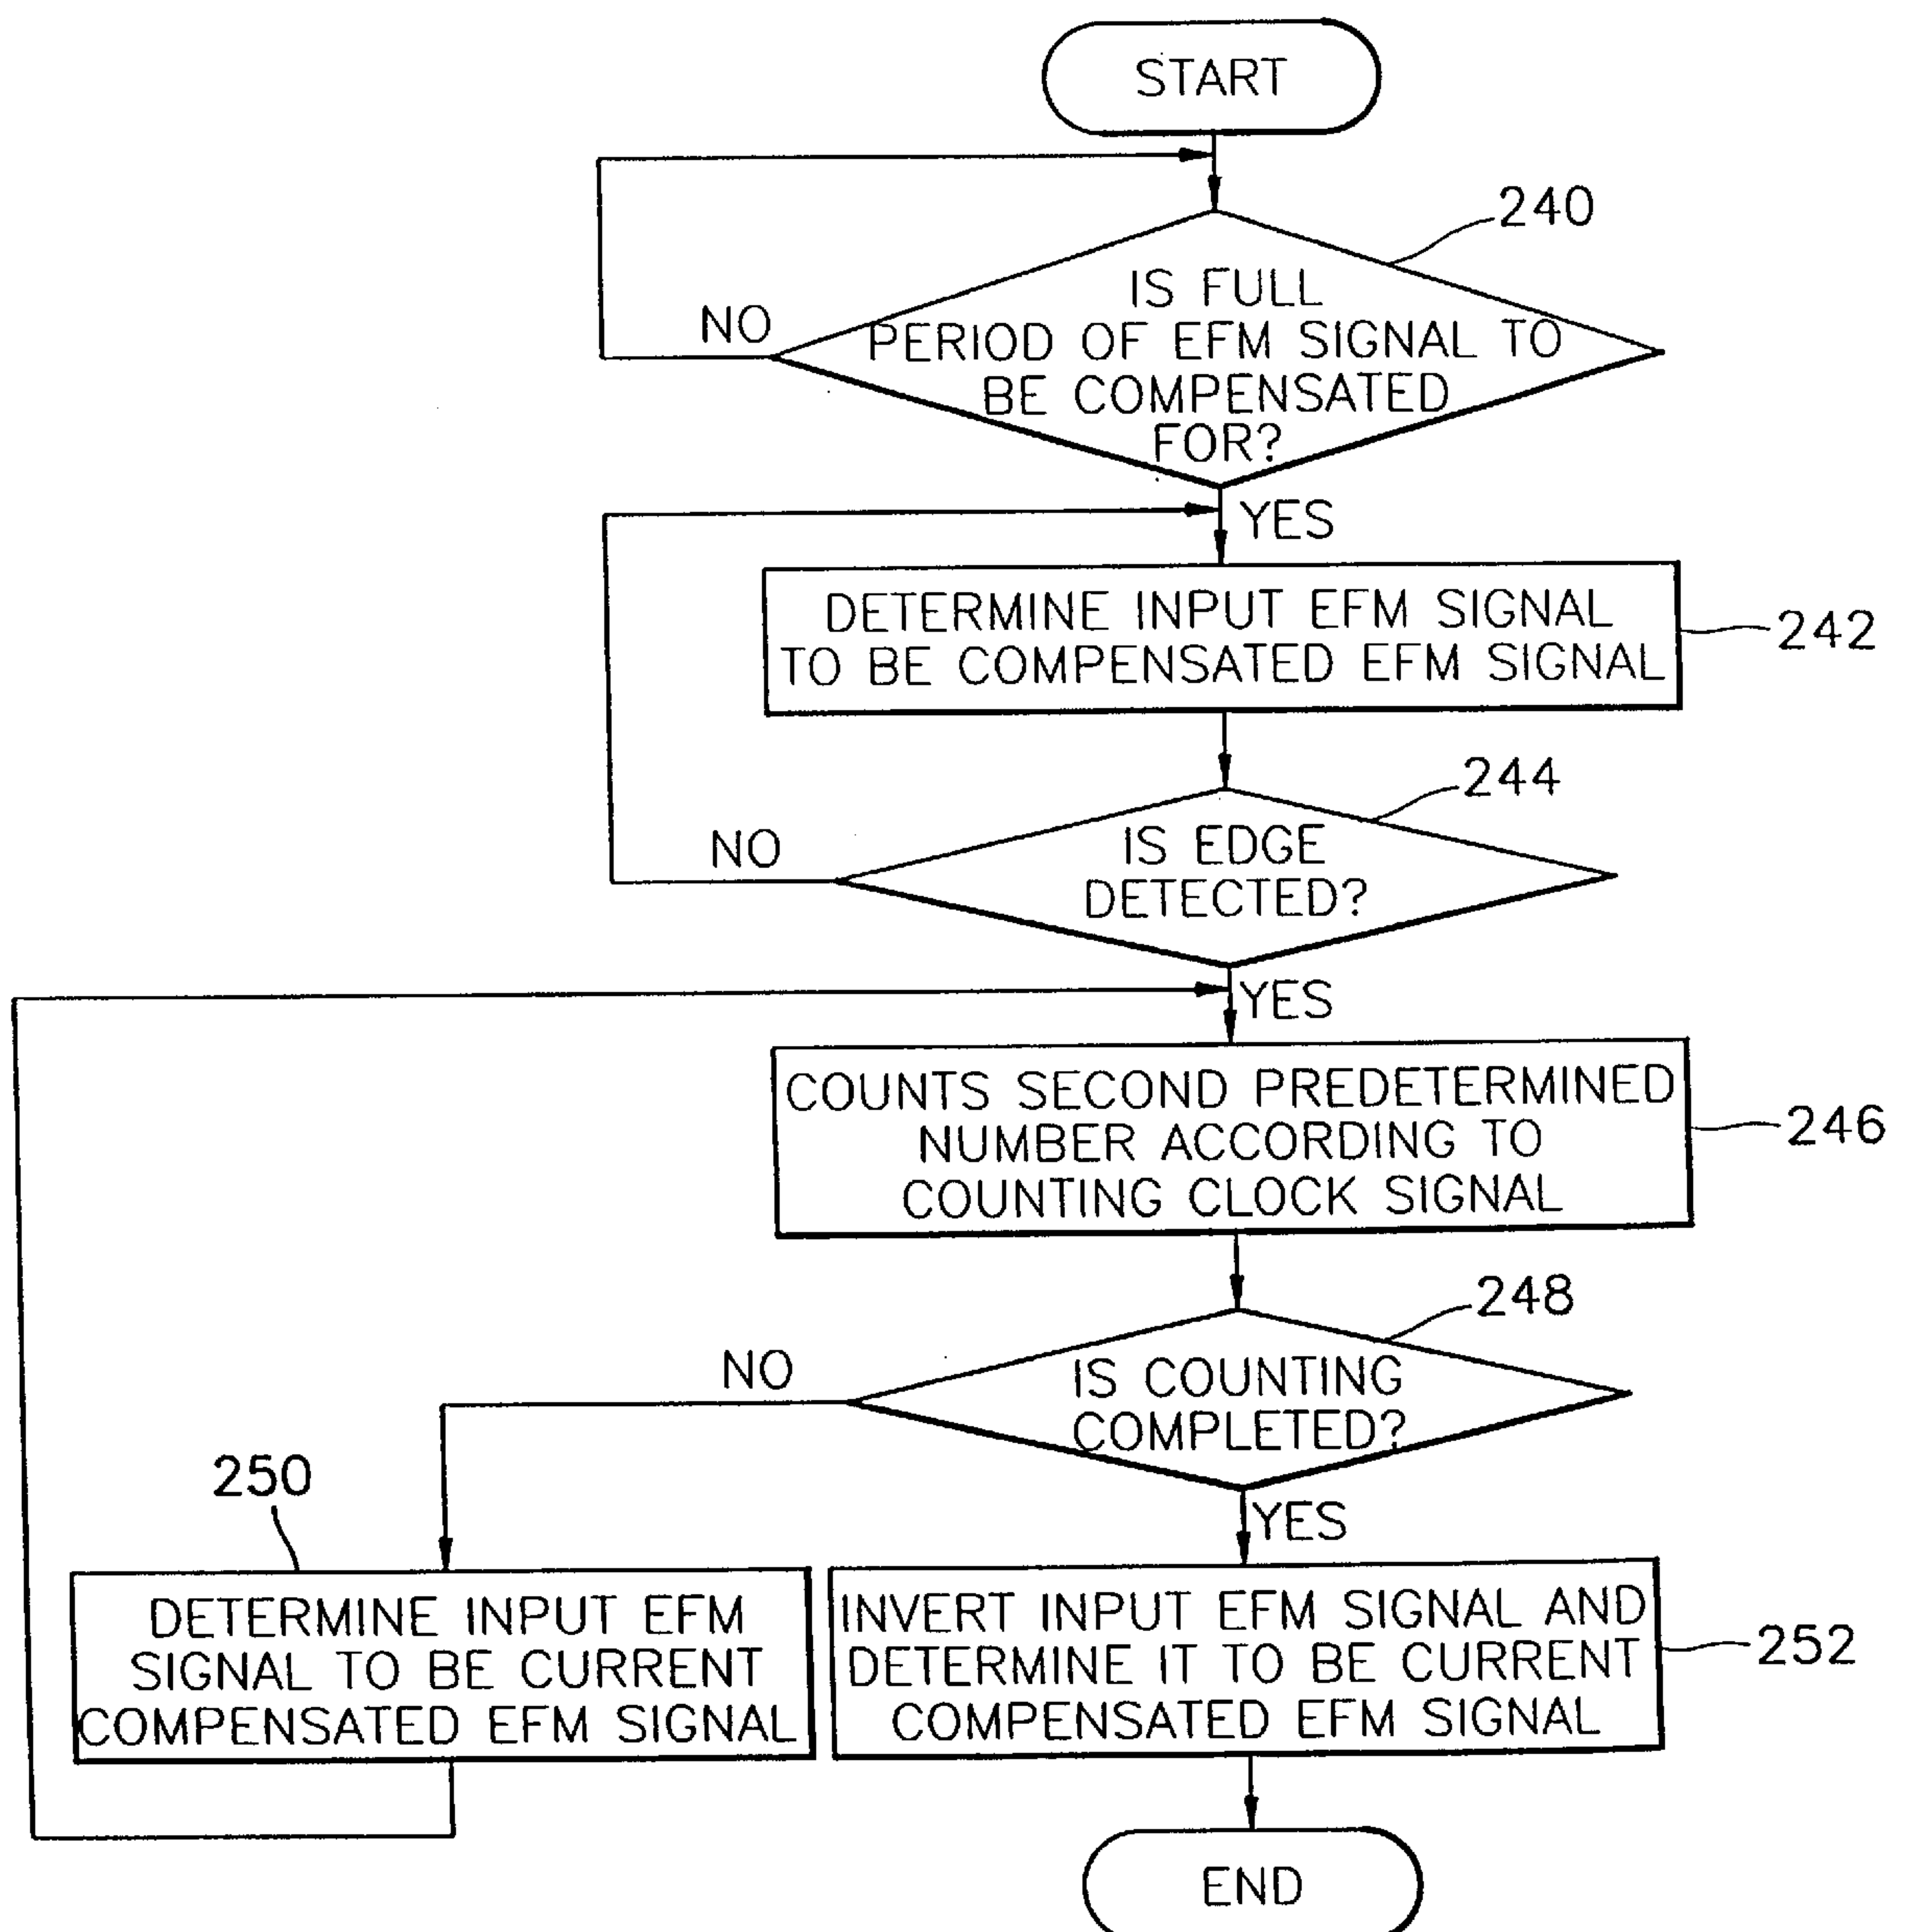 START
240
IS FULL
PERIOD OF EFM SIGNAL TO
BE COMPENSATED
FOR?
NO
YES
DETERMINE INPUT EFM SIGNAL
TO BE COMPENSATED EFM SIGNAL
242
244
IS EDGE
DETECTED?
NO
YES
COUNTS SECOND PREDETERMINED
NUMBER ACCORDING TO
COUNTING CLOCK SIGNAL
246
248
IS COUNTING
COMPLETED?
NO
YES
250
DETERMINE INPUT EFM
SIGNAL TO BE CURRENT
COMPENSATED EFM SIGNAL
INVERT INPUT EFM SIGNAL AND
DETERMINE IT TO BE CURRENT
COMPENSATED EFM SIGNAL
252
END